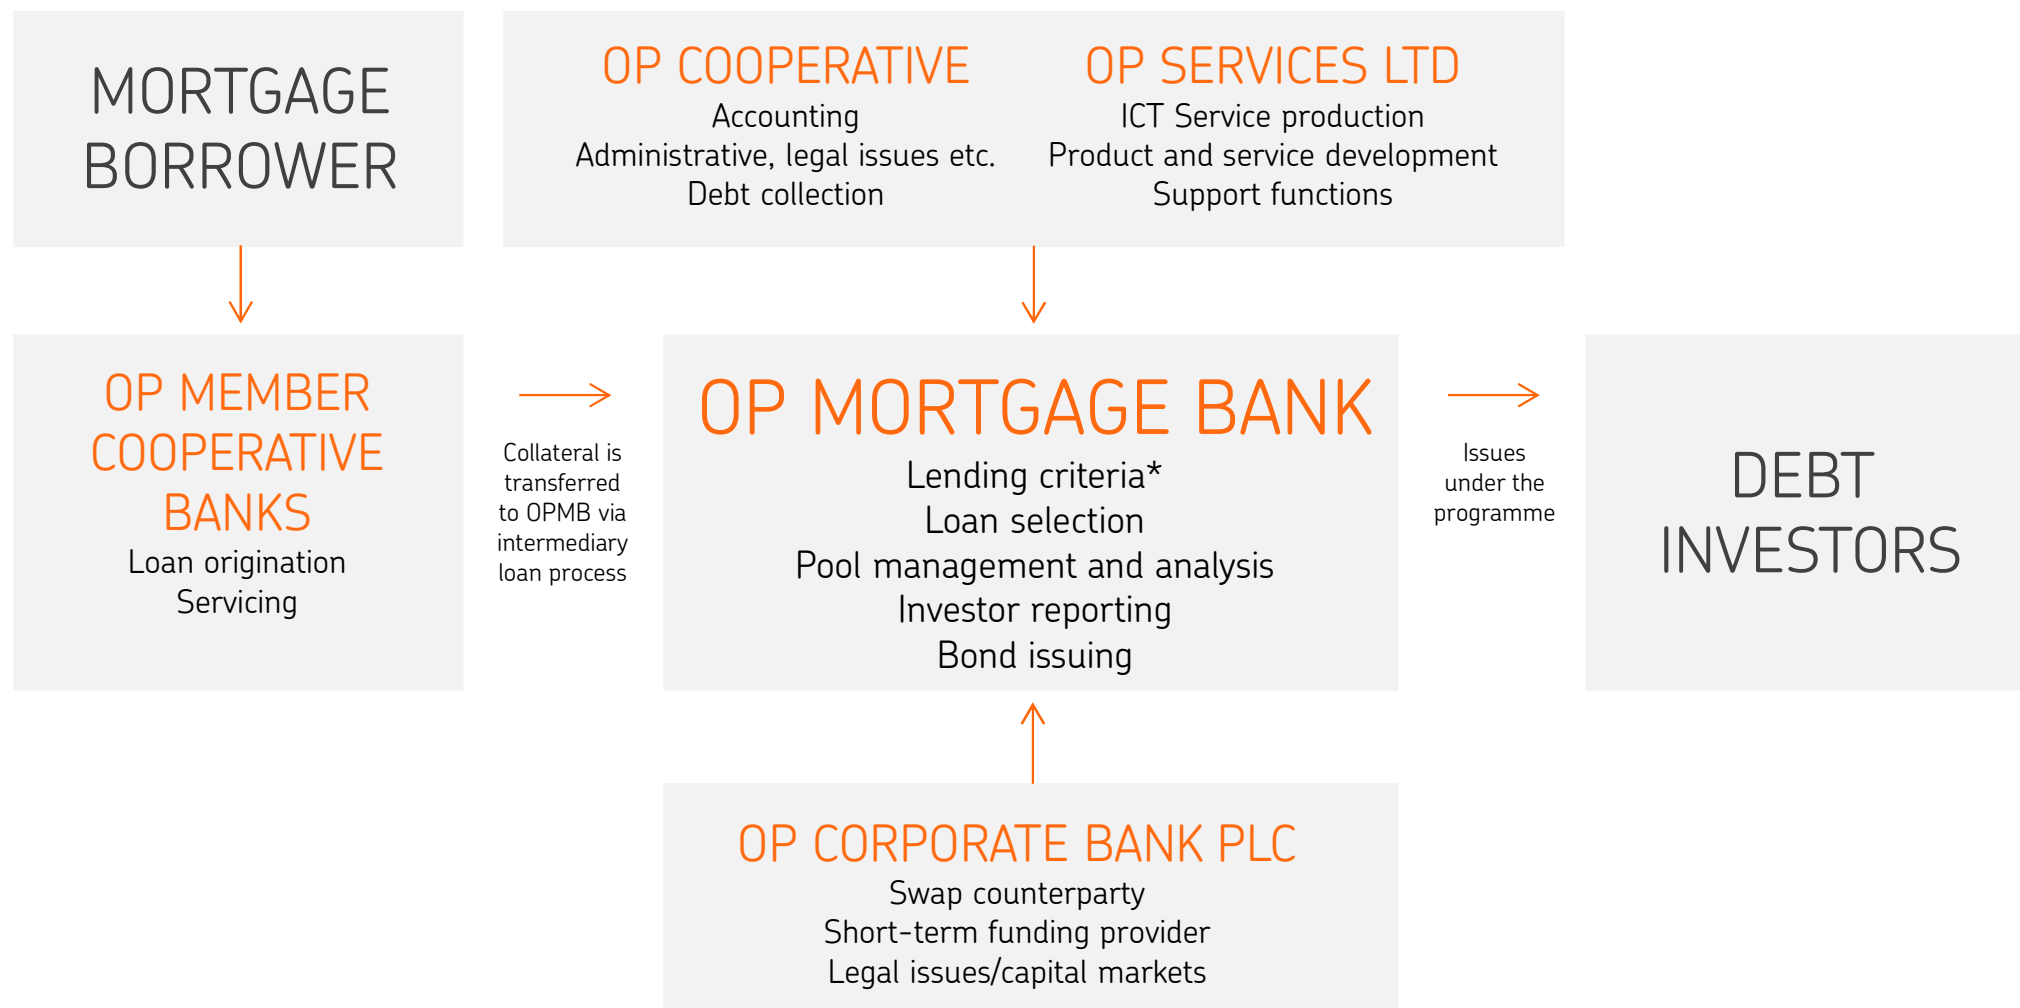 MORTGAGE
BORROWER
OP COOPERATIVE
Accounting
Administrative, legal issues etc.
Debt collection
OP SERVICES LTD
ICT Service production
Product and service development
Support functions
OP MEMBER
COOPERATIVE
BANKS
Loan origination
Servicing
Collateral is
transferred
to OPMB via
intermediary
loan process
OP MORTGAGE BANK
Lending criteria*
Loan selection
Pool management and analysis
Investor reporting
Bond issuing
Issues
under the
programme
DEBT
INVESTORS
OP CORPORATE BANK PLC
Swap counterparty
Short-term funding provider
Legal issues/capital markets